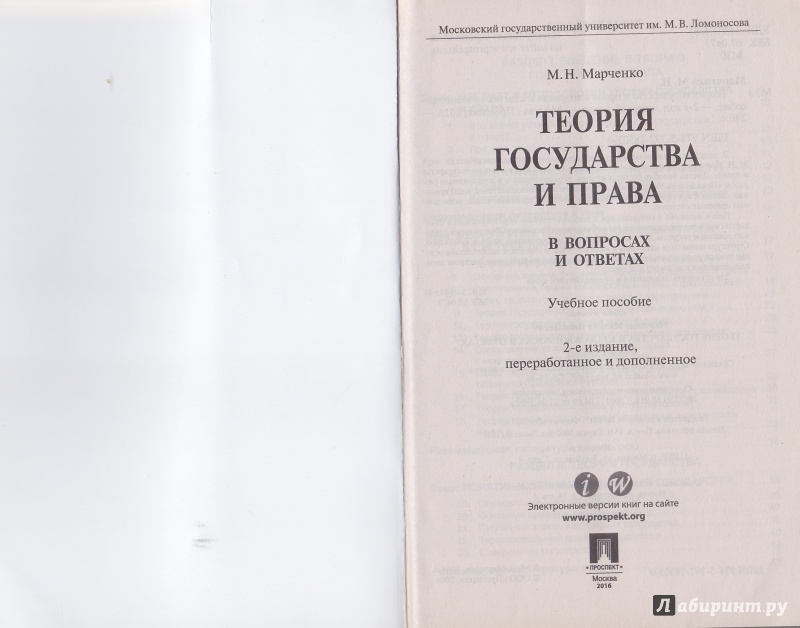 Московский государственный университет им. М. В. Ломоносова
М. Н. Марченко
ТЕОРИЯ
ГОСУДАРСТВА
И ПРАВА
В ВОПРОСАХ
И ОТВЕТАХ
Учебное пособие
2-е издание,
переработанное и дополненное
i w
Электронные версии книг на сайте
www.prospekt.org
• ПРОСПЕКТ •
Москва
2016
Л Лабиринт.ру